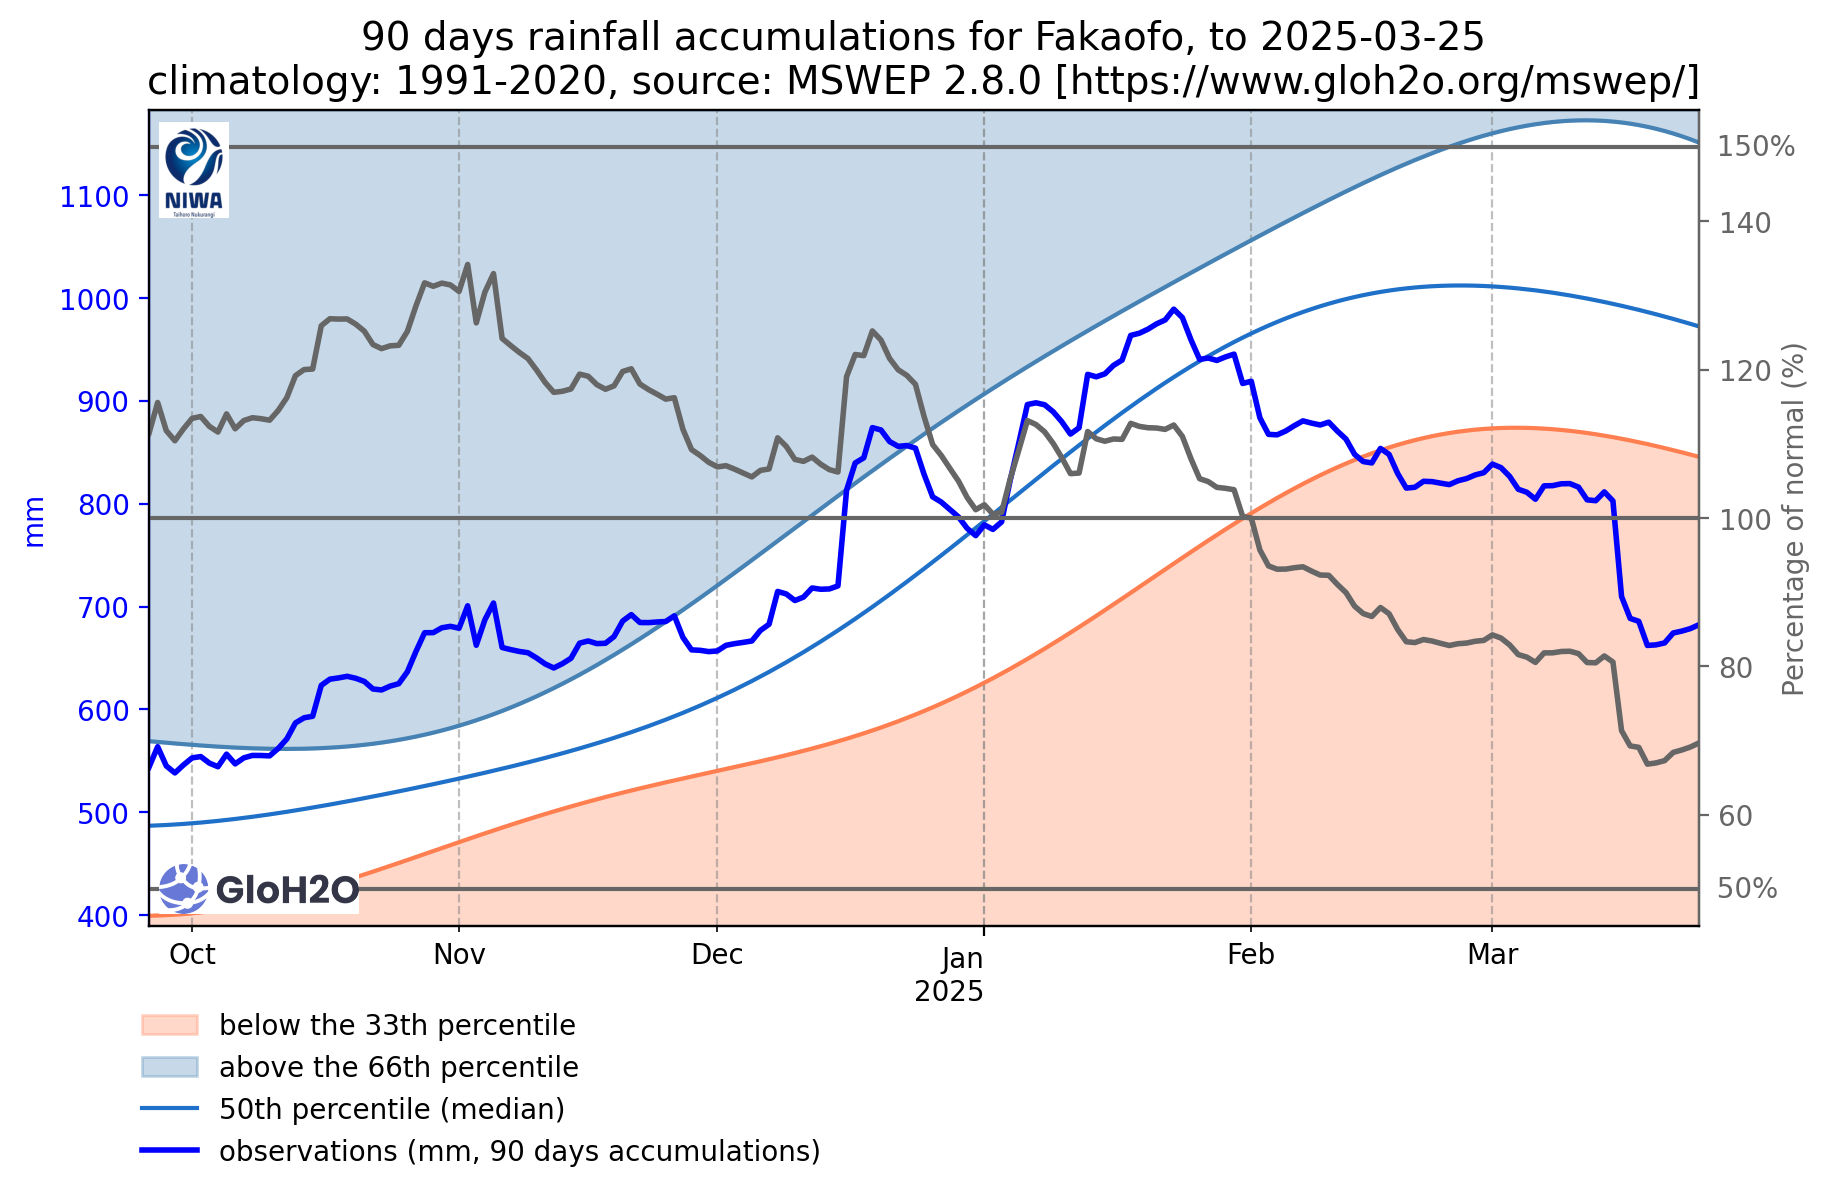 90 days rainfall accumulations for Fakaofo, to 2025-03-25
climatology: 1991-2020, source: MSWEP 2.8.0 [https://www.gloh2o.org/mswep/]
NIWA
Taihoro Nukurangi
GloH2O
mm
1100
1000
900
800
700
600
500
400
150%
140
120
100
80
60
50%
Percentage of normal (%)
Oct
Nov
Dec
Jan
2025
Feb
Mar
below the 33th percentile
above the 66th percentile
50th percentile (median)
observations (mm, 90 days accumulations)